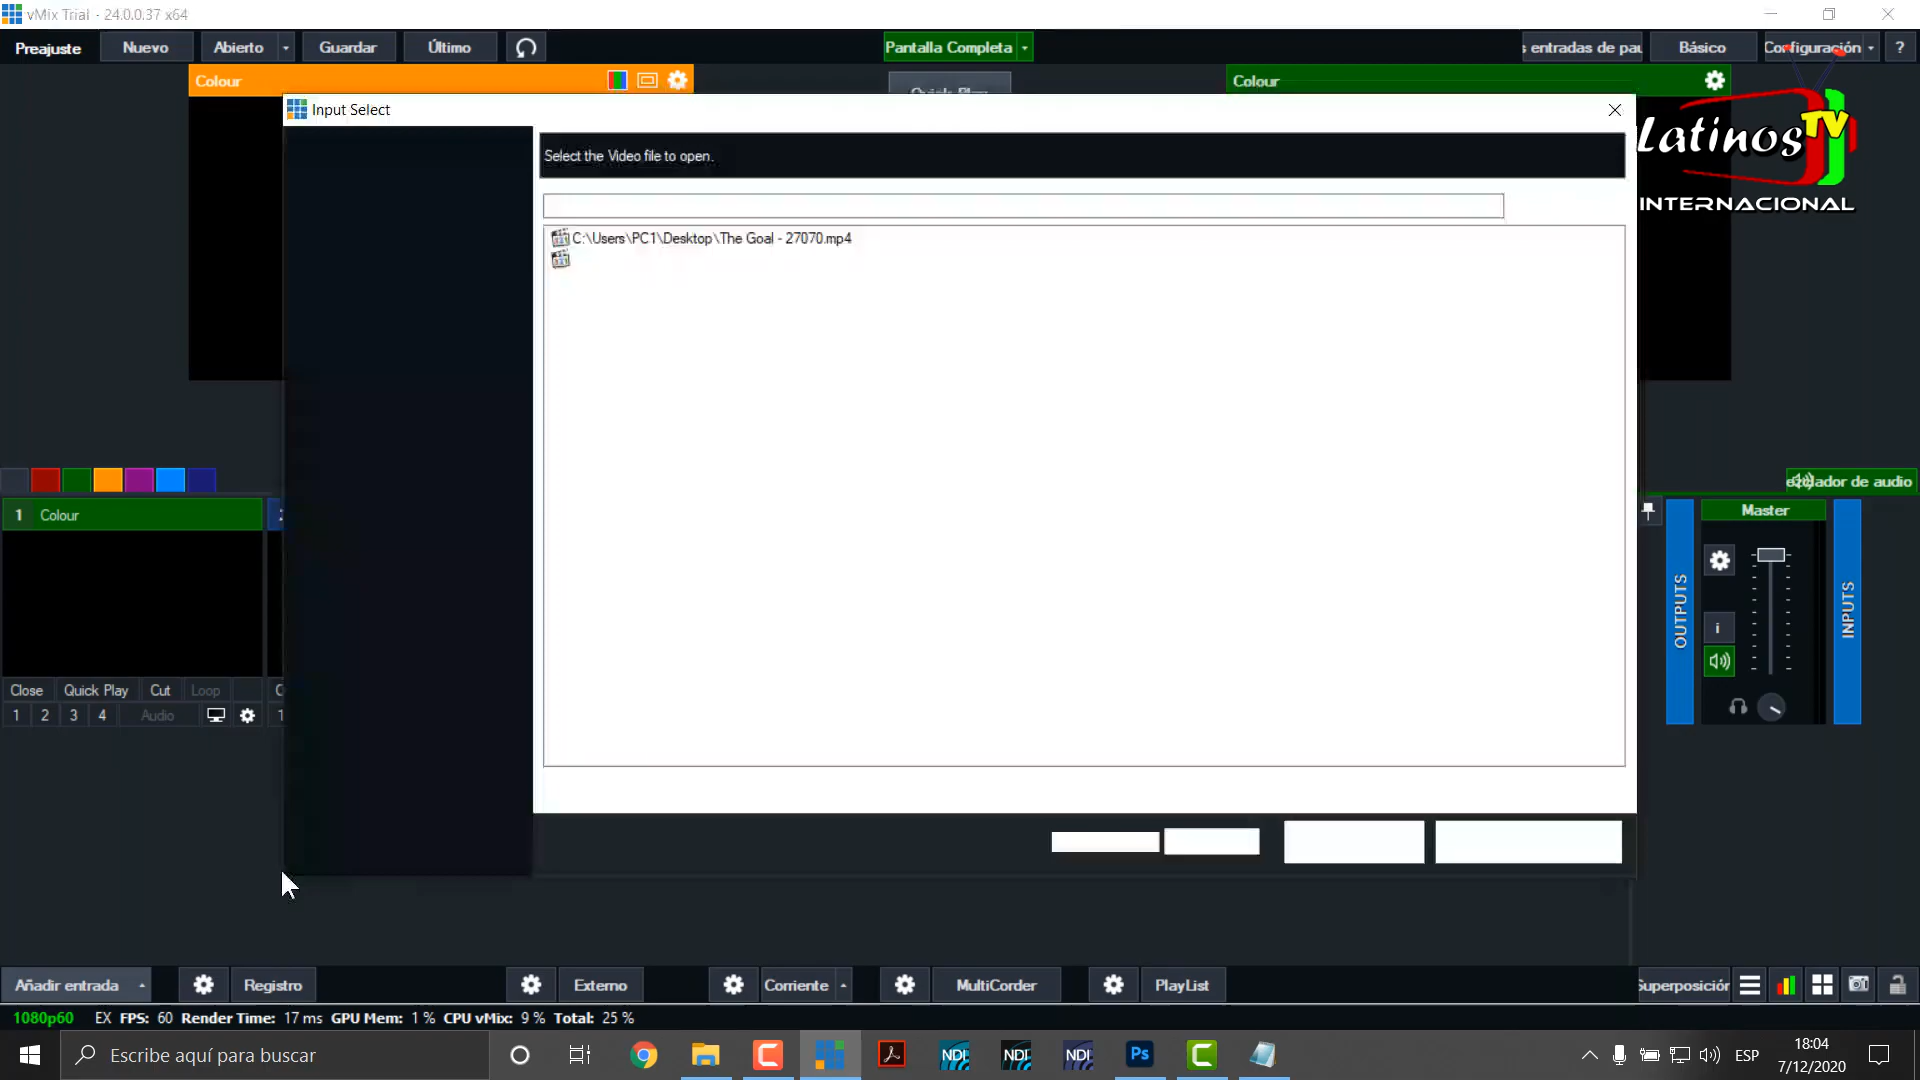 vMix Trial - 24.0.0.37 x64
Preajuste
Nuevo
Abierto
Guardar
Último
Pantalla Completa
s entradas de pau
Básico
Configuración
?
Colour
Colour
Latinos TV
INTERNACIONAL
Input Select
Select the Video file to open.
C:\Users\PC1\Desktop\The Goal - 27070.mp4
ador de audio
1 Colour
Master
OUTPUTS
INPUTS
i
Close
Quick Play
Cut
Loop
1 2 3 4
Audio
1
Añadir entrada
Registro
Externo
Corriente
MultiCorder
PlayList
Superposición
1080p60 EX FPS: 60 Render Time: 17 ms GPU Mem: 1 % CPU vMix: 9 % Total: 25 %
Escribe aquí para buscar
NDI
NDI
NDI
Ps
ESP
18:04
7/12/2020